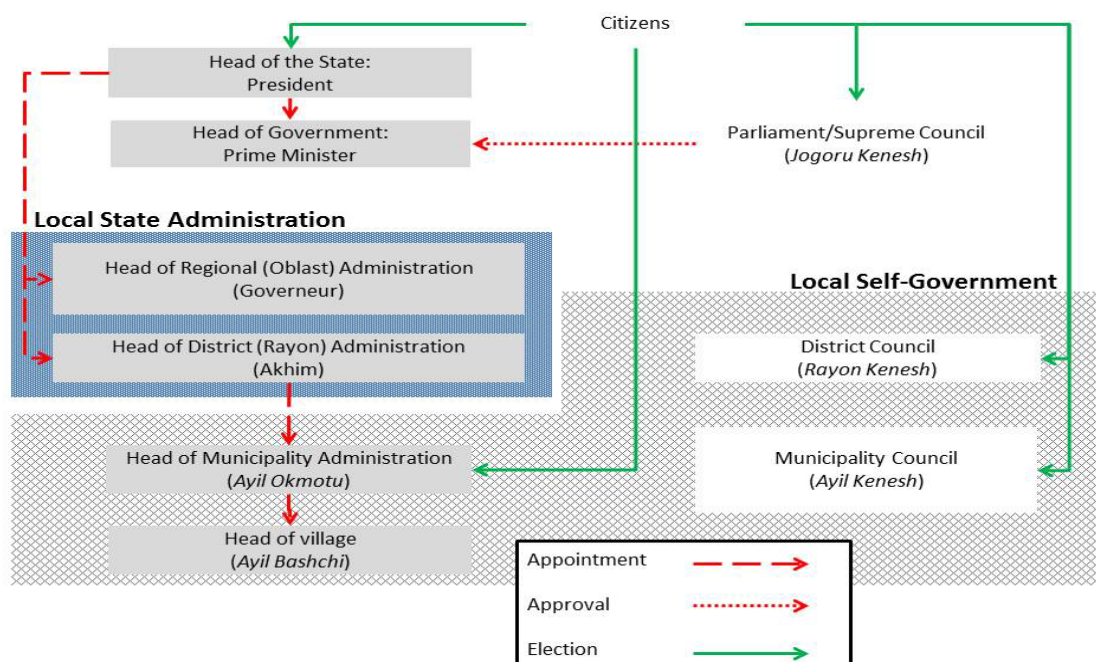 Citizens
Head of the State:
President
Head of Government:
Prime Minister
Parliament/Supreme Council
(Jogoru Kenesh)
Local State Administration
Head of Regional (Oblast) Administration
(Governeur)
Local Self-Government
Head of District (Rayon) Administration
(Akhim)
District Council
(Rayon Kenesh)
Head of Municipality Administration
(Ayil Okmotu)
Municipality Council
(Ayil Kenesh)
Head of village
(Ayil Bashchi)
Appointment
Approval
Election